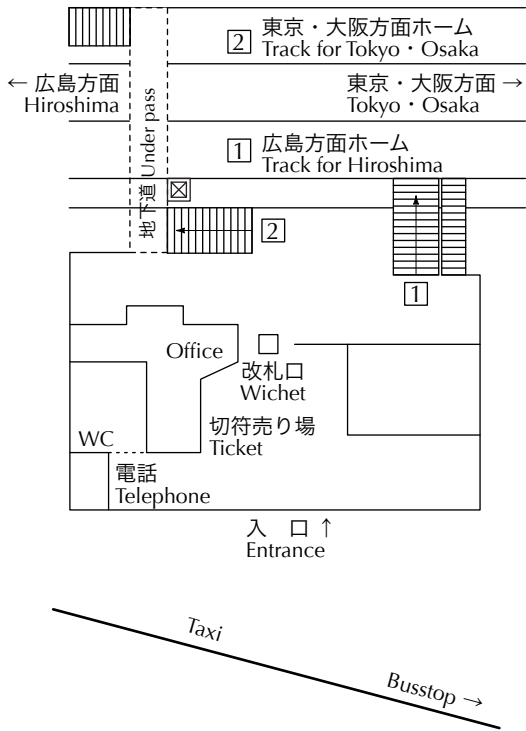 2 東京・大阪方面ホーム
Track for Tokyo・Osaka
← 広島方面
Hiroshima
東京・大阪方面 →
Tokyo・Osaka
地下道 Under pass
1 広島方面ホーム
Track for Hiroshima
2
1
Office
改札口
Wichet
切符売り場
Ticket
WC
電話
Telephone
入 口 ↑
Entrance
Taxi
Busstop →